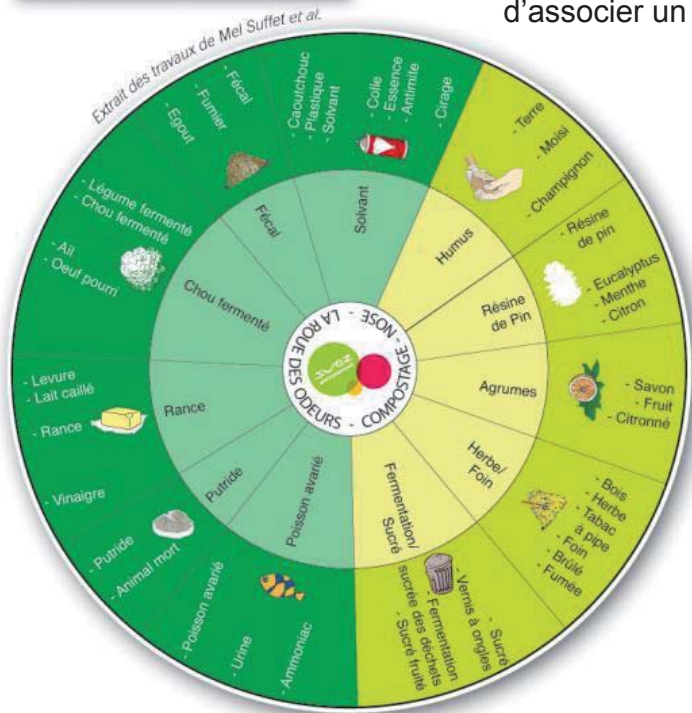 d'associer un
Extrait des travaux de Mel Suffet et al.
LA ROUE DES ODEURS - COMPOSTAGE - NOSE -
suez
Solvant
- Caoutchouc
- Plastique
- Solvant
- Colle
- Essence
- Antimite
- Cirage
Humus
- Terre
- Moisi
- Champignon
Résine
de Pin
- Résine
de pin
- Eucalyptus
- Menthe
- Citron
Agrumes
- Savon
- Fruit
- Citronné
Herbe/
Foin
- Bois
- Herbe
- Tabac
à pipe
- Foin
- Brûlé
- Fumée
Fermentation/
Sucré
- Sucré
Vernis à ongles
- Fermentation
sucrée des déchets
- Sucré fruité
Poisson avarié
- Ammoniac
- Urine
- Poisson avarié
Putride
- Animal mort
- Putride
Rance
- Vinaigre
- Rance
- Lait caillé
- Levure
Chou fermenté
- Oeuf pourri
- Ail
- Chou fermenté
- Légume fermenté
Fécal
- Egout
- Fumier
- Fécal